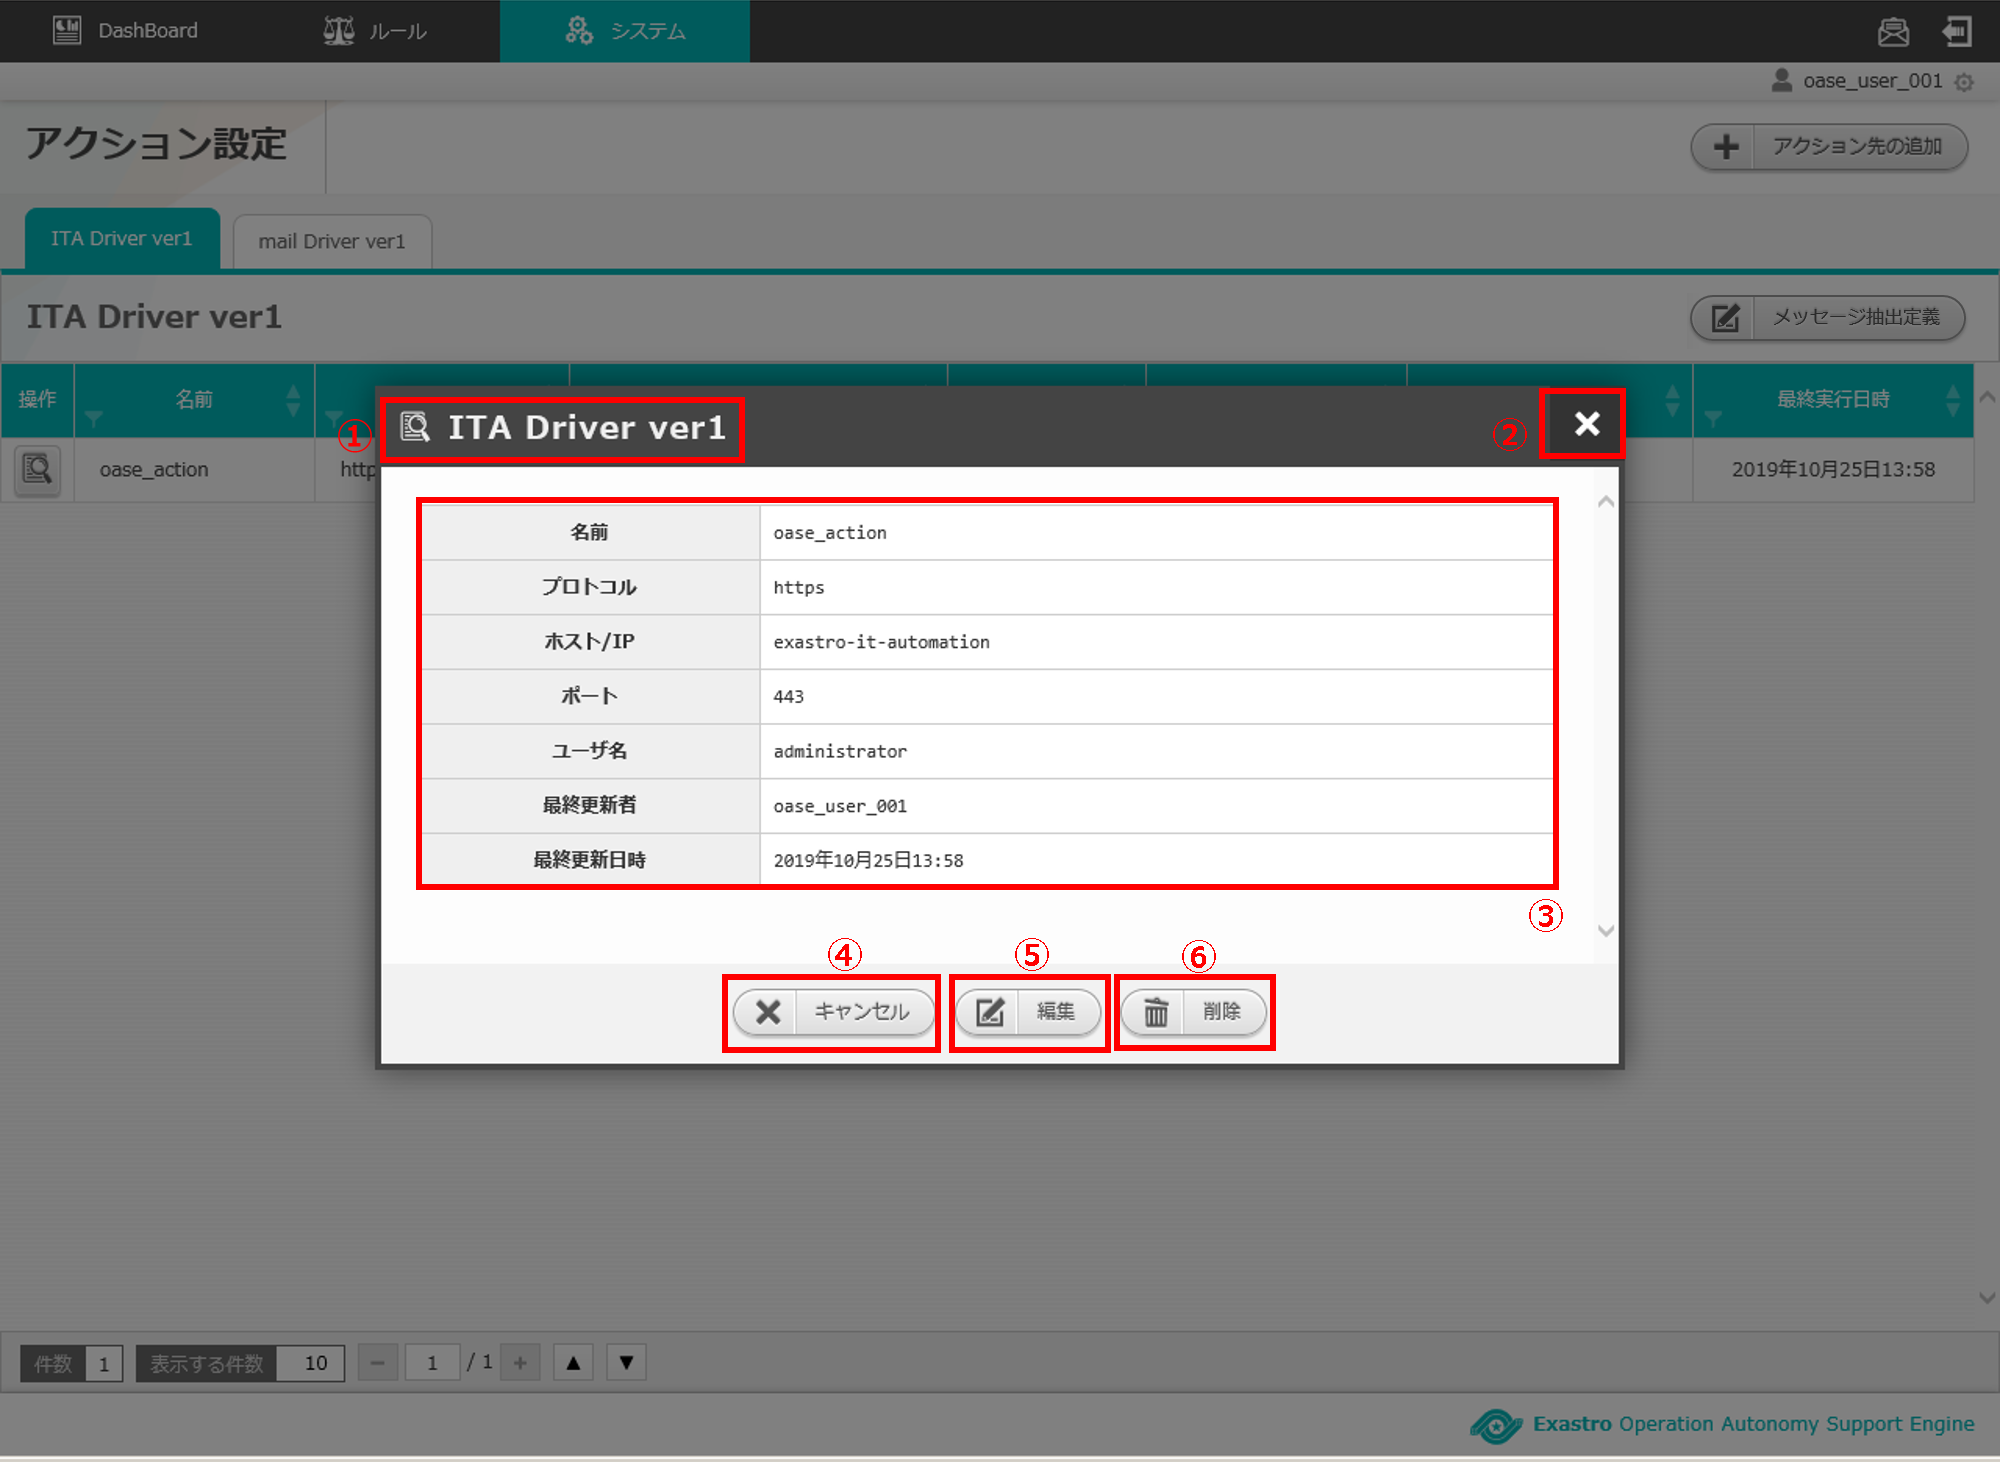 DashBoard
ルール
システム
oase_user_001
アクション設定
アクション先の追加
ITA Driver ver1
mail Driver ver1
ITA Driver ver1
メッセージ抽出定義
操作
名前
最終実行日時
oase_action
http
2019年10月25日13:58
①
ITA Driver ver1
②
名前
oase_action
プロトコル
https
ホスト/IP
exastro-it-automation
ポート
443
ユーザ名
administrator
最終更新者
oase_user_001
最終更新日時
2019年10月25日13:58
③
④
⑤
⑥
キャンセル
編集
削除
件数
1
表示する件数
10
1
/ 1
Exastro Operation Autonomy Support Engine